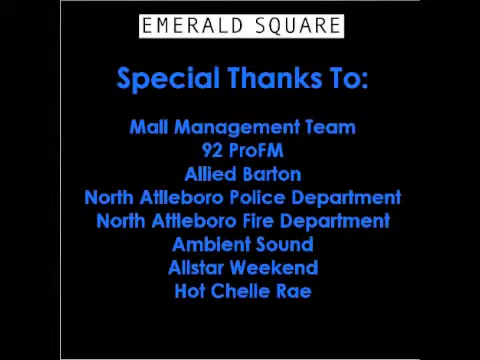 EMERALD SQUARE
Special Thanks To:
Mall Management Team
92 ProFM
Allied Barton
North Attleboro Police Department
North Attleboro Fire Department
Ambient Sound
Allstar Weekend
Hot Chelle Rae